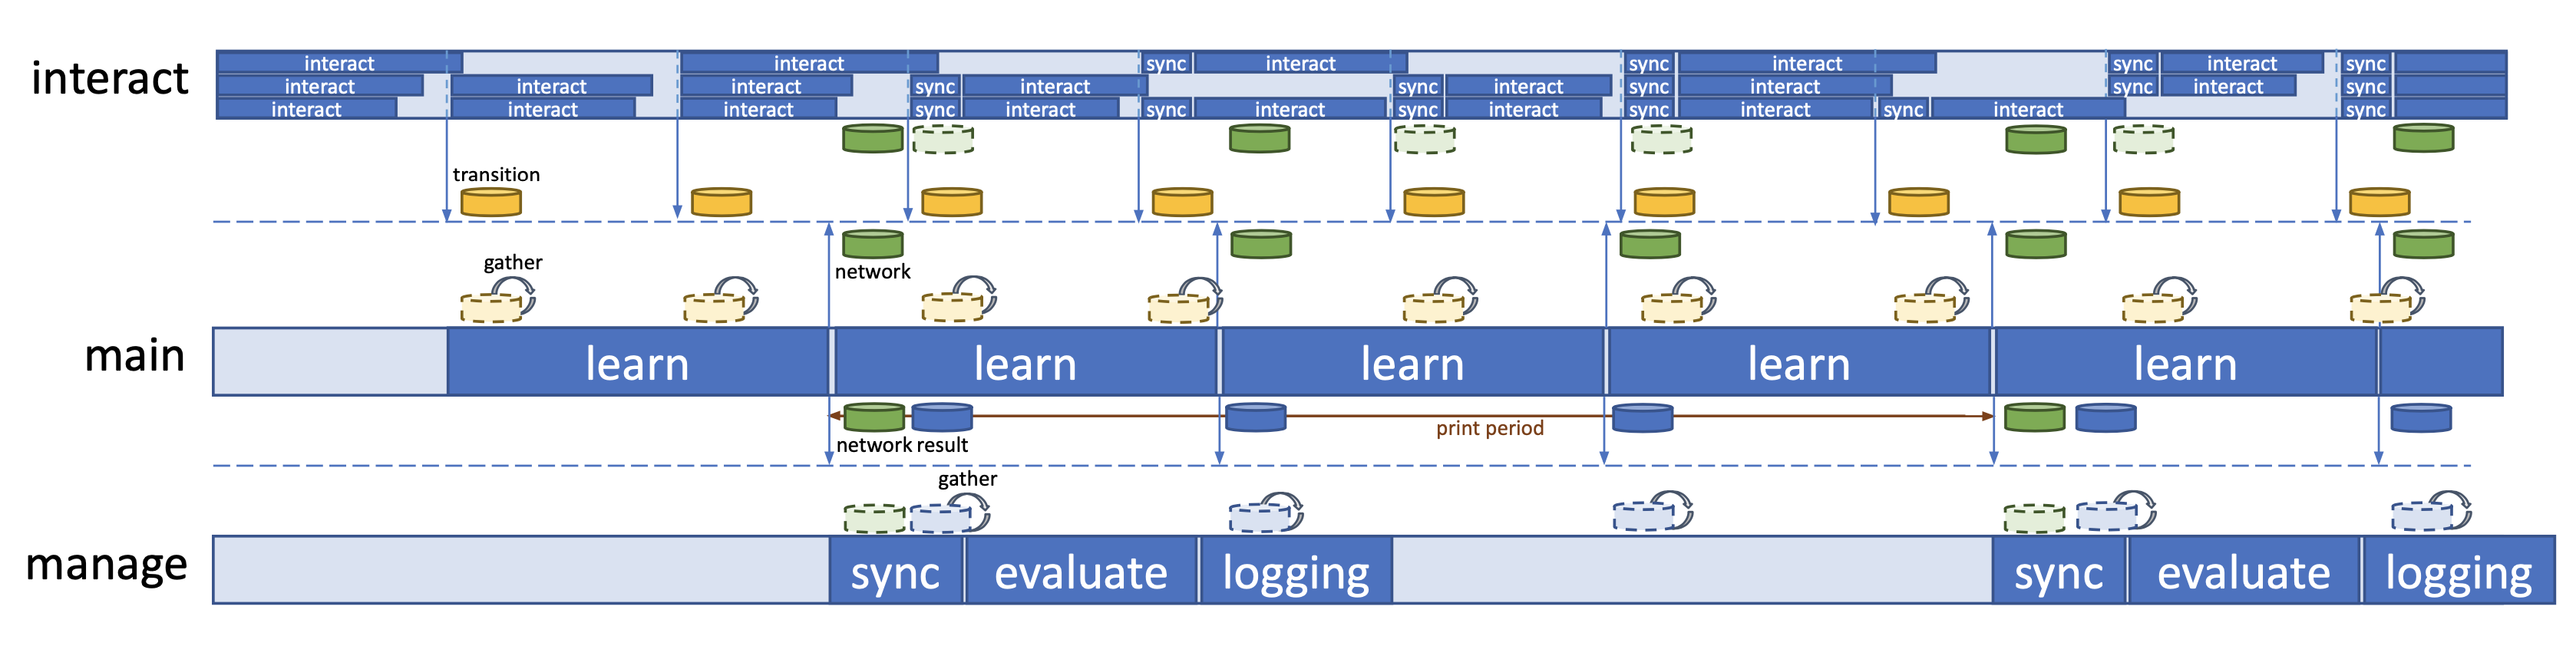 interact
interact interact sync interact sync interact sync interact sync
interact interact interact sync interact sync interact sync interact sync interact sync
interact interact interact sync interact sync interact sync interact sync interact sync interact sync
transition
gather
network
main
learn learn learn learn learn
print period
network result
gather
manage
sync evaluate logging sync evaluate logging